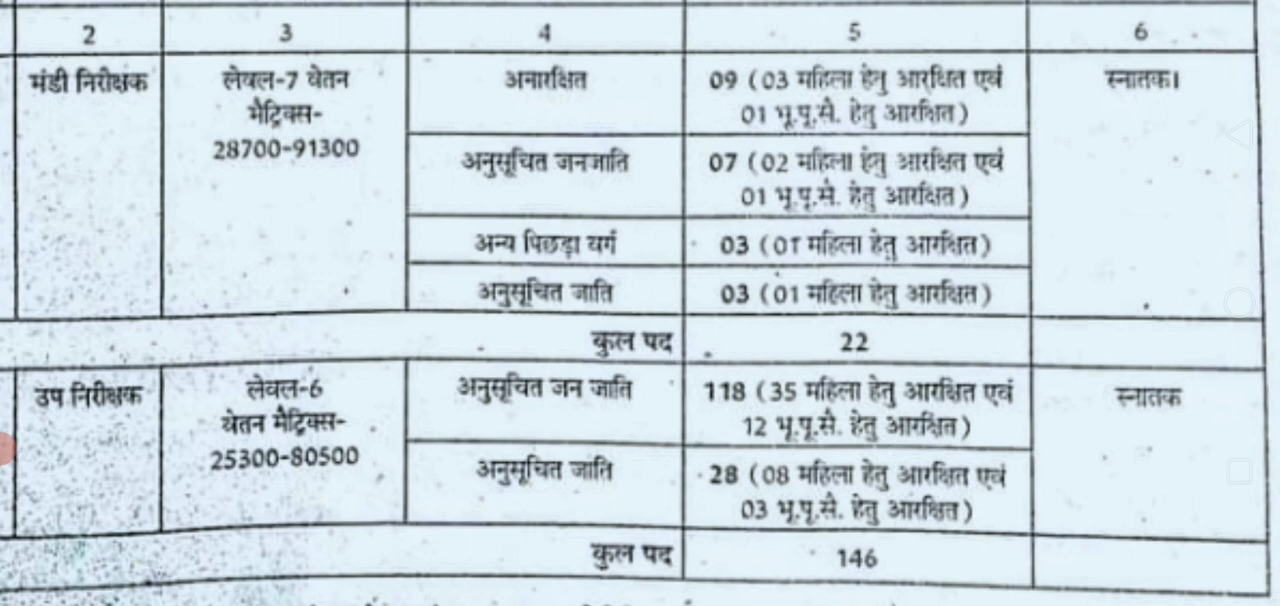 2 3 4 5 6
मंडी निरीक्षक लेवल-7 वेतन अनारक्षित 09 (03 महिला हेतु आरक्षित एवं स्नातक।
मैट्रिक्स- 01 भू.पू.सै. हेतु आरक्षित)
28700-91300
अनुसूचित जनजाति 07 (02 महिला हेतु आरक्षित एवं
01 भू.पू.सै. हेतु आरक्षित)
अन्य पिछड़ा वर्ग 03 (01 महिला हेतु आरक्षित)
अनुसूचित जाति 03 (01 महिला हेतु आरक्षित)
कुल पद 22
उप निरीक्षक लेवल-6 अनुसूचित जन जाति 118 (35 महिला हेतु आरक्षित एवं स्नातक
वेतन मैट्रिक्स- 12 भू.पू.सै. हेतु आरक्षित)
25300-80500
अनुसूचित जाति 28 (08 महिला हेतु आरक्षित एवं
03 भू.पू.सै. हेतु आरक्षित)
कुल पद 146